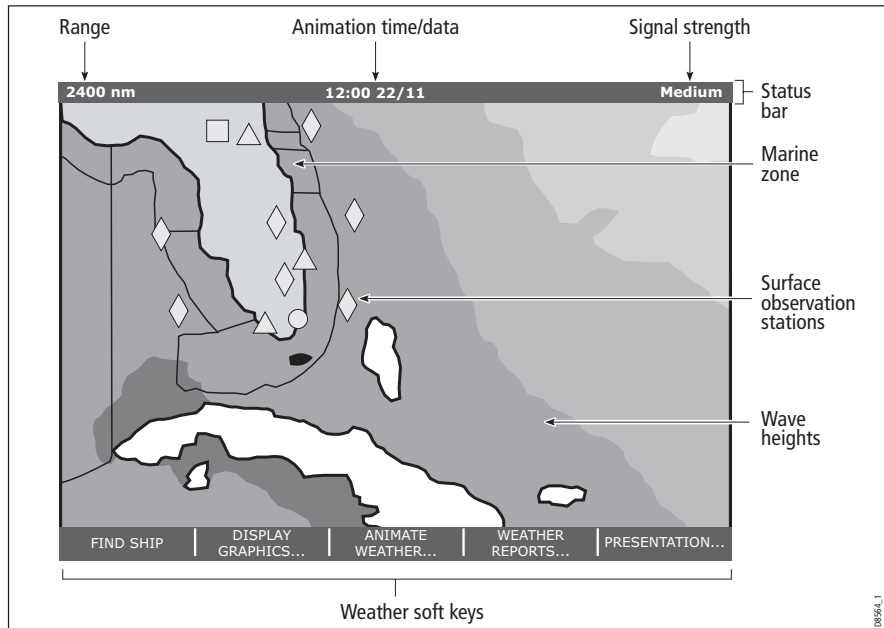 Range
Animation time/data
Signal strength
2400 nm
12:00 22/11
Medium
Status
bar
Marine
zone
Surface
observation
stations
Wave
heights
FIND SHIP
DISPLAY
GRAPHICS...
ANIMATE
WEATHER...
WEATHER
REPORTS...
PRESENTATION...
Weather soft keys
D8564_1